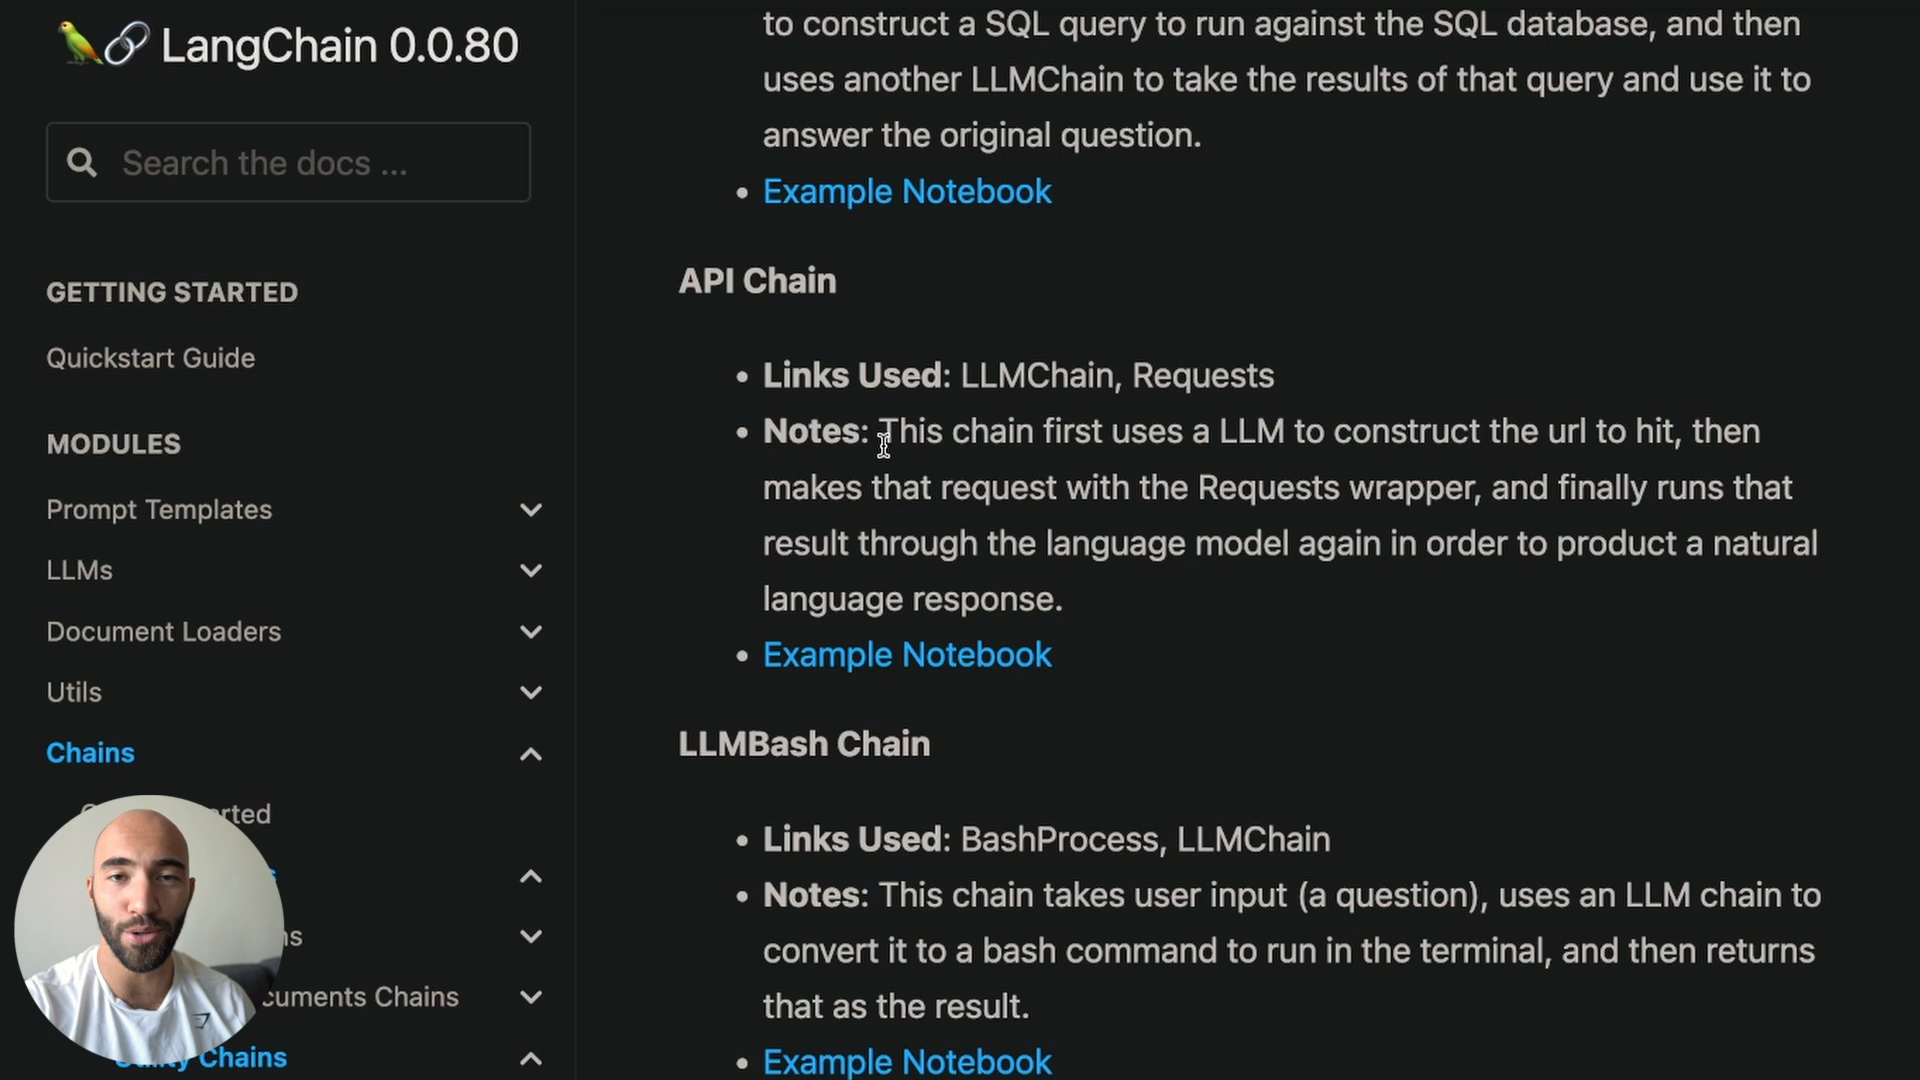 LangChain 0.0.80
Search the docs ...
GETTING STARTED
Quickstart Guide
MODULES
Prompt Templates
LLMs
Document Loaders
Utils
Chains
Chains
to construct a SQL query to run against the SQL database, and then
uses another LLMChain to take the results of that query and use it to
answer the original question.
Example Notebook
API Chain
Links Used: LLMChain, Requests
Notes: This chain first uses a LLM to construct the url to hit, then
makes that request with the Requests wrapper, and finally runs that
result through the language model again in order to product a natural
language response.
Example Notebook
LLMBash Chain
Links Used: BashProcess, LLMChain
Notes: This chain takes user input (a question), uses an LLM chain to
convert it to a bash command to run in the terminal, and then returns
that as the result.
Example Notebook